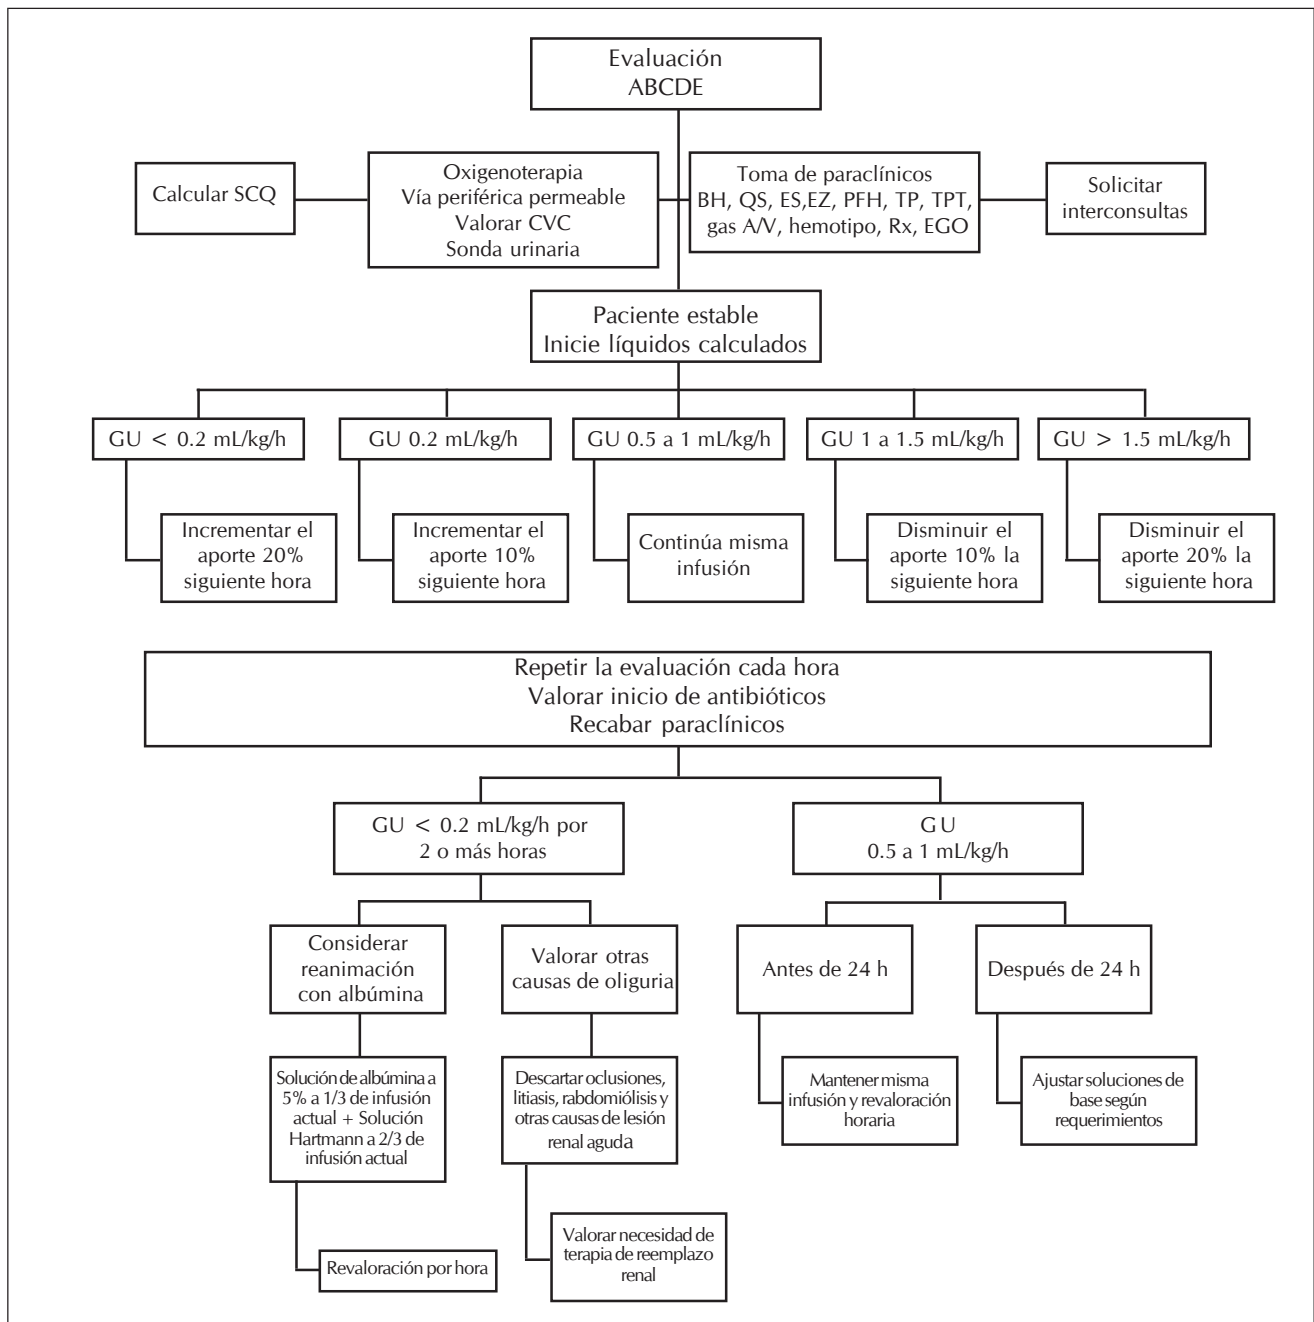 Evaluación
ABCDE
Calcular SCQ
Oxigenoterapia
Vía periférica permeable
Valorar CVC
Sonda urinaria
Toma de paraclínicos
BH, QS, ES,EZ, PFH, TP, TPT,
gas A/V, hemotipo, Rx, EGO
Solicitar
interconsultas
Paciente estable
Inicie líquidos calculados
GU < 0.2 mL/kg/h
GU 0.2 mL/kg/h
GU 0.5 a 1 mL/kg/h
GU 1 a 1.5 mL/kg/h
GU > 1.5 mL/kg/h
Incrementar el
aporte 20%
siguiente hora
Incrementar el
aporte 10%
siguiente hora
Continúa misma
infusión
Disminuir el
aporte 10% la
siguiente hora
Disminuir el
aporte 20% la
siguiente hora
Repetir la evaluación cada hora
Valorar inicio de antibióticos
Recabar paraclínicos
GU < 0.2 mL/kg/h por
2 o más horas
GU
0.5 a 1 mL/kg/h
Considerar
reanimación
con albúmina
Valorar otras
causas de oliguria
Antes de 24 h
Después de 24 h
Solución de albúmina a
5% a 1/3 de infusión
actual + Solución
Hartmann a 2/3 de
infusión actual
Descartar oclusiones,
litiasis, rabdomiólisis y
otras causas de lesión
renal aguda
Mantener misma
infusión y revaloración
horaria
Ajustar soluciones de
base según
requerimientos
Revaloración por hora
Valorar necesidad de
terapia de reemplazo
renal